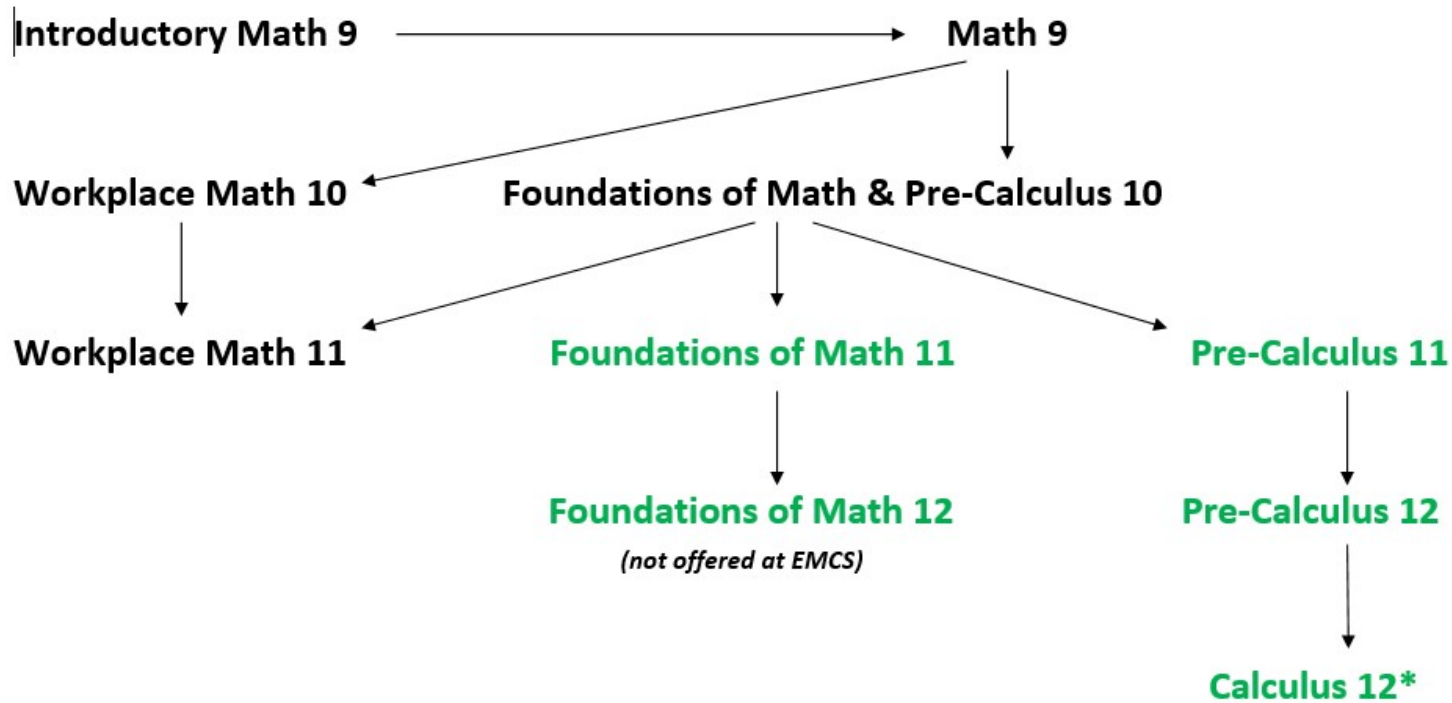 Introductory Math 9
Math 9
Workplace Math 10
Foundations of Math & Pre-Calculus 10
Workplace Math 11
Foundations of Math 11
Pre-Calculus 11
Foundations of Math 12
Pre-Calculus 12
(not offered at EMCS)
Calculus 12*